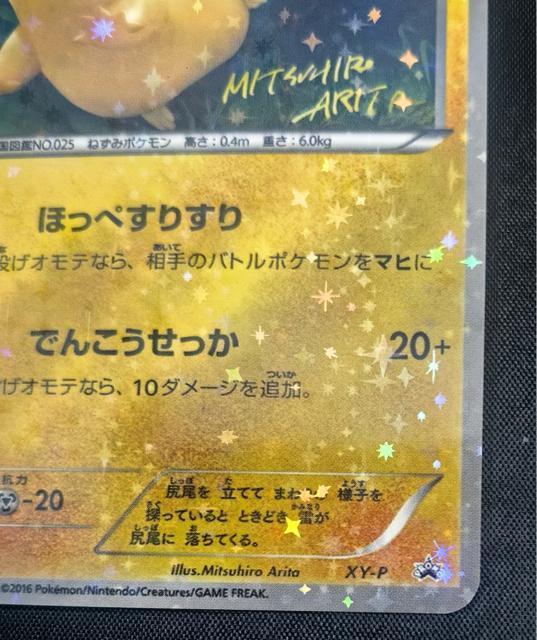 MITSUHIRO
ARITA
国図鑑NO.025 ねずみポケモン 高さ:0.4m 重さ:6.0kg
ほっぺすりすり
投げオモテなら、相手のバトルポケモンをマヒに
でんこうせっか 20+
げオモテなら、10ダメージを追加。
抗力
-20
尻尾を 立てて まわりの 様子を
探っていると ときどき 雷が
尻尾に 落ちてくる。
illus.Mitsuhiro Arita XY-P
PROMO
©2016 Pokémon/Nintendo/Creatures/GAME FREAK.